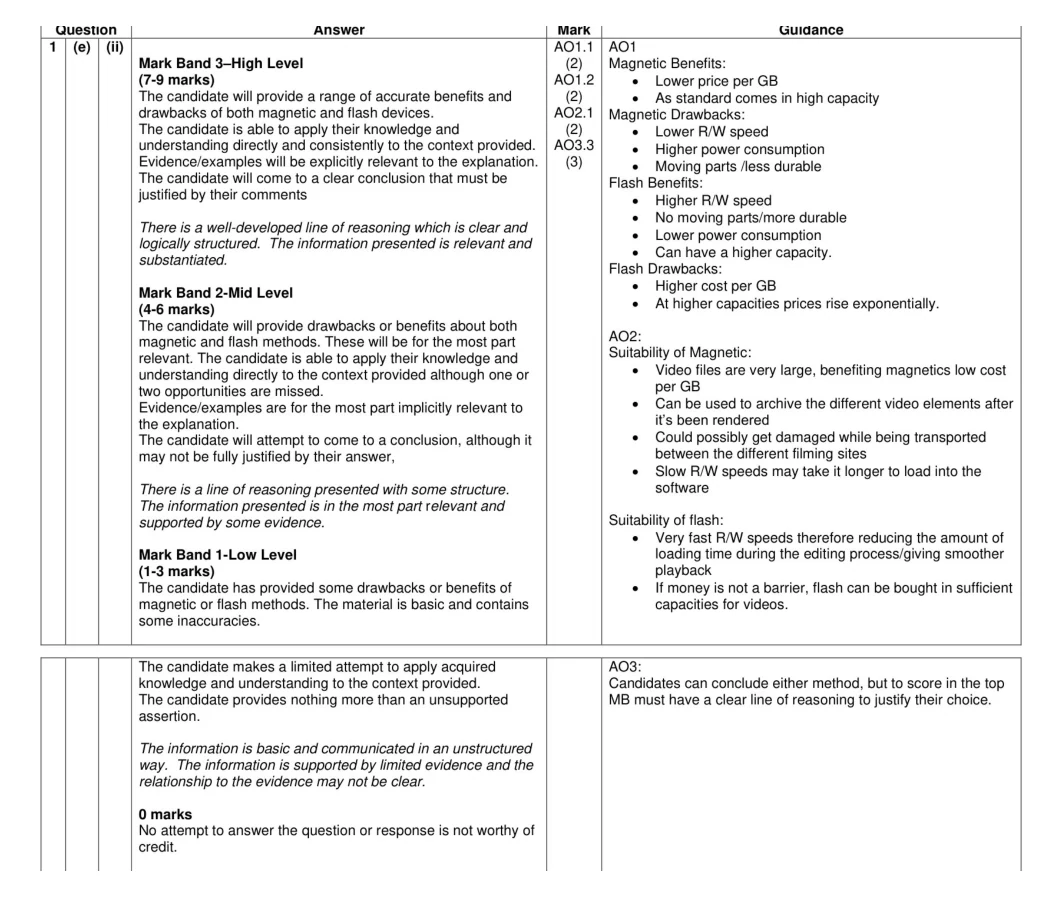 Question Answer Mark Guidance
1 (e) (ii)
Mark Band 3–High Level
(7-9 marks)
The candidate will provide a range of accurate benefits and
drawbacks of both magnetic and flash devices.
The candidate is able to apply their knowledge and
understanding directly and consistently to the context provided.
Evidence/examples will be explicitly relevant to the explanation.
The candidate will come to a clear conclusion that must be
justified by their comments
There is a well-developed line of reasoning which is clear and
logically structured.  The information presented is relevant and
substantiated.
Mark Band 2-Mid Level
(4-6 marks)
The candidate will provide drawbacks or benefits about both
magnetic and flash methods. These will be for the most part
relevant. The candidate is able to apply their knowledge and
understanding directly to the context provided although one or
two opportunities are missed.
Evidence/examples are for the most part implicitly relevant to
the explanation.
The candidate will attempt to come to a conclusion, although it
may not be fully justified by their answer,
There is a line of reasoning presented with some structure.
The information presented is in the most part relevant and
supported by some evidence.
Mark Band 1-Low Level
(1-3 marks)
The candidate has provided some drawbacks or benefits of
magnetic or flash methods. The material is basic and contains
some inaccuracies.
AO1.1
(2)
AO1.2
(2)
AO2.1
(2)
AO3.3
(3)
AO1
Magnetic Benefits:
• Lower price per GB
• As standard comes in high capacity
Magnetic Drawbacks:
• Lower R/W speed
• Higher power consumption
• Moving parts /less durable
Flash Benefits:
• Higher R/W speed
• No moving parts/more durable
• Lower power consumption
• Can have a higher capacity.
Flash Drawbacks:
• Higher cost per GB
• At higher capacities prices rise exponentially.
AO2:
Suitability of Magnetic:
• Video files are very large, benefiting magnetics low cost
per GB
• Can be used to archive the different video elements after
it's been rendered
• Could possibly get damaged while being transported
between the different filming sites
• Slow R/W speeds may take it longer to load into the
software
Suitability of flash:
• Very fast R/W speeds therefore reducing the amount of
loading time during the editing process/giving smoother
playback
• If money is not a barrier, flash can be bought in sufficient
capacities for videos.
The candidate makes a limited attempt to apply acquired
knowledge and understanding to the context provided.
The candidate provides nothing more than an unsupported
assertion.
The information is basic and communicated in an unstructured
way.  The information is supported by limited evidence and the
relationship to the evidence may not be clear.
0 marks
No attempt to answer the question or response is not worthy of
credit.
AO3:
Candidates can conclude either method, but to score in the top
MB must have a clear line of reasoning to justify their choice.